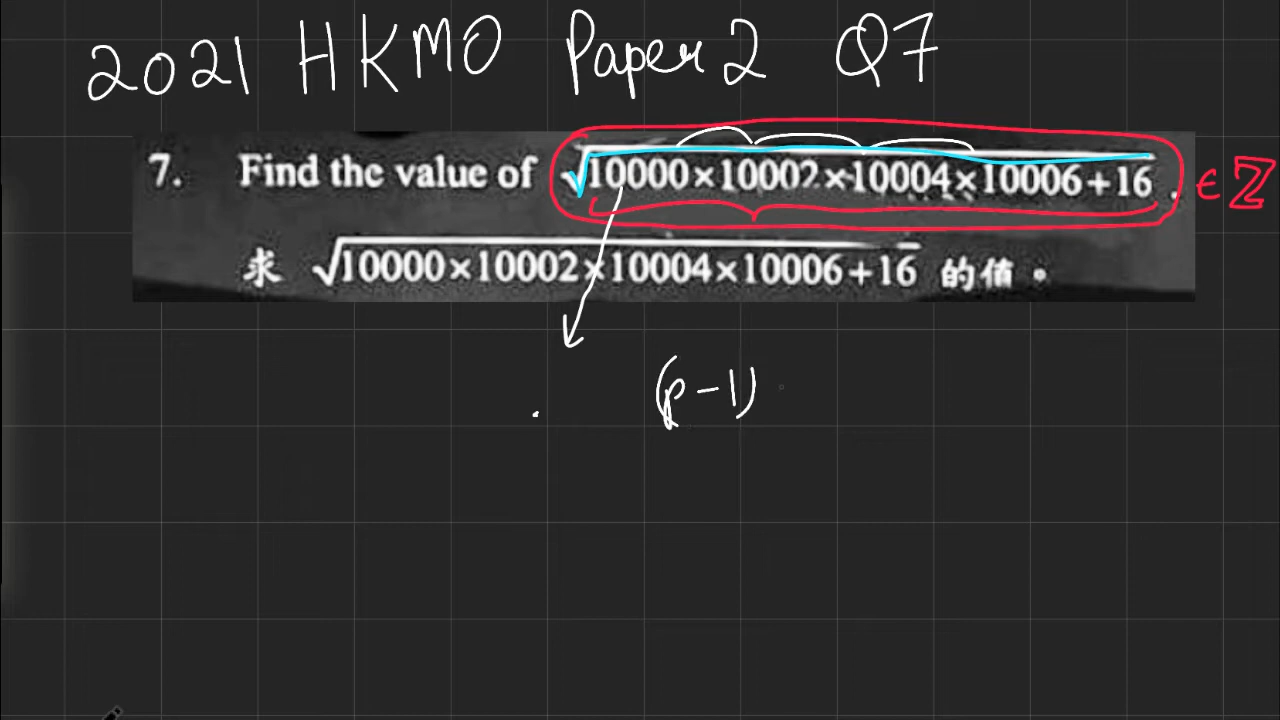 2021 HKMO Paper 2 Q7
7. Find the value of √10000×10002×10004×10006+16 . ∈ ℤ
求 √10000×10002×10004×10006+16 的值。
(p-1)